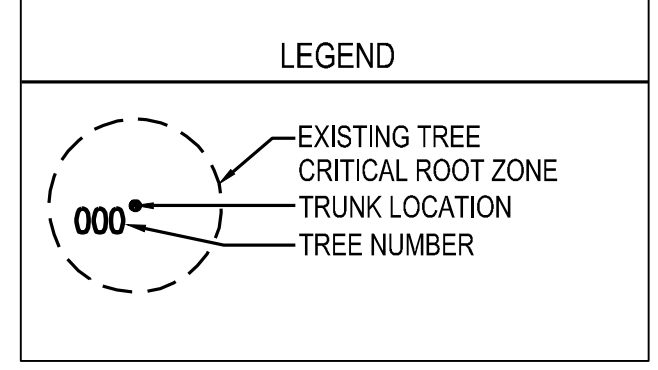 LEGEND
EXISTING TREE
CRITICAL ROOT ZONE
TRUNK LOCATION
000
TREE NUMBER